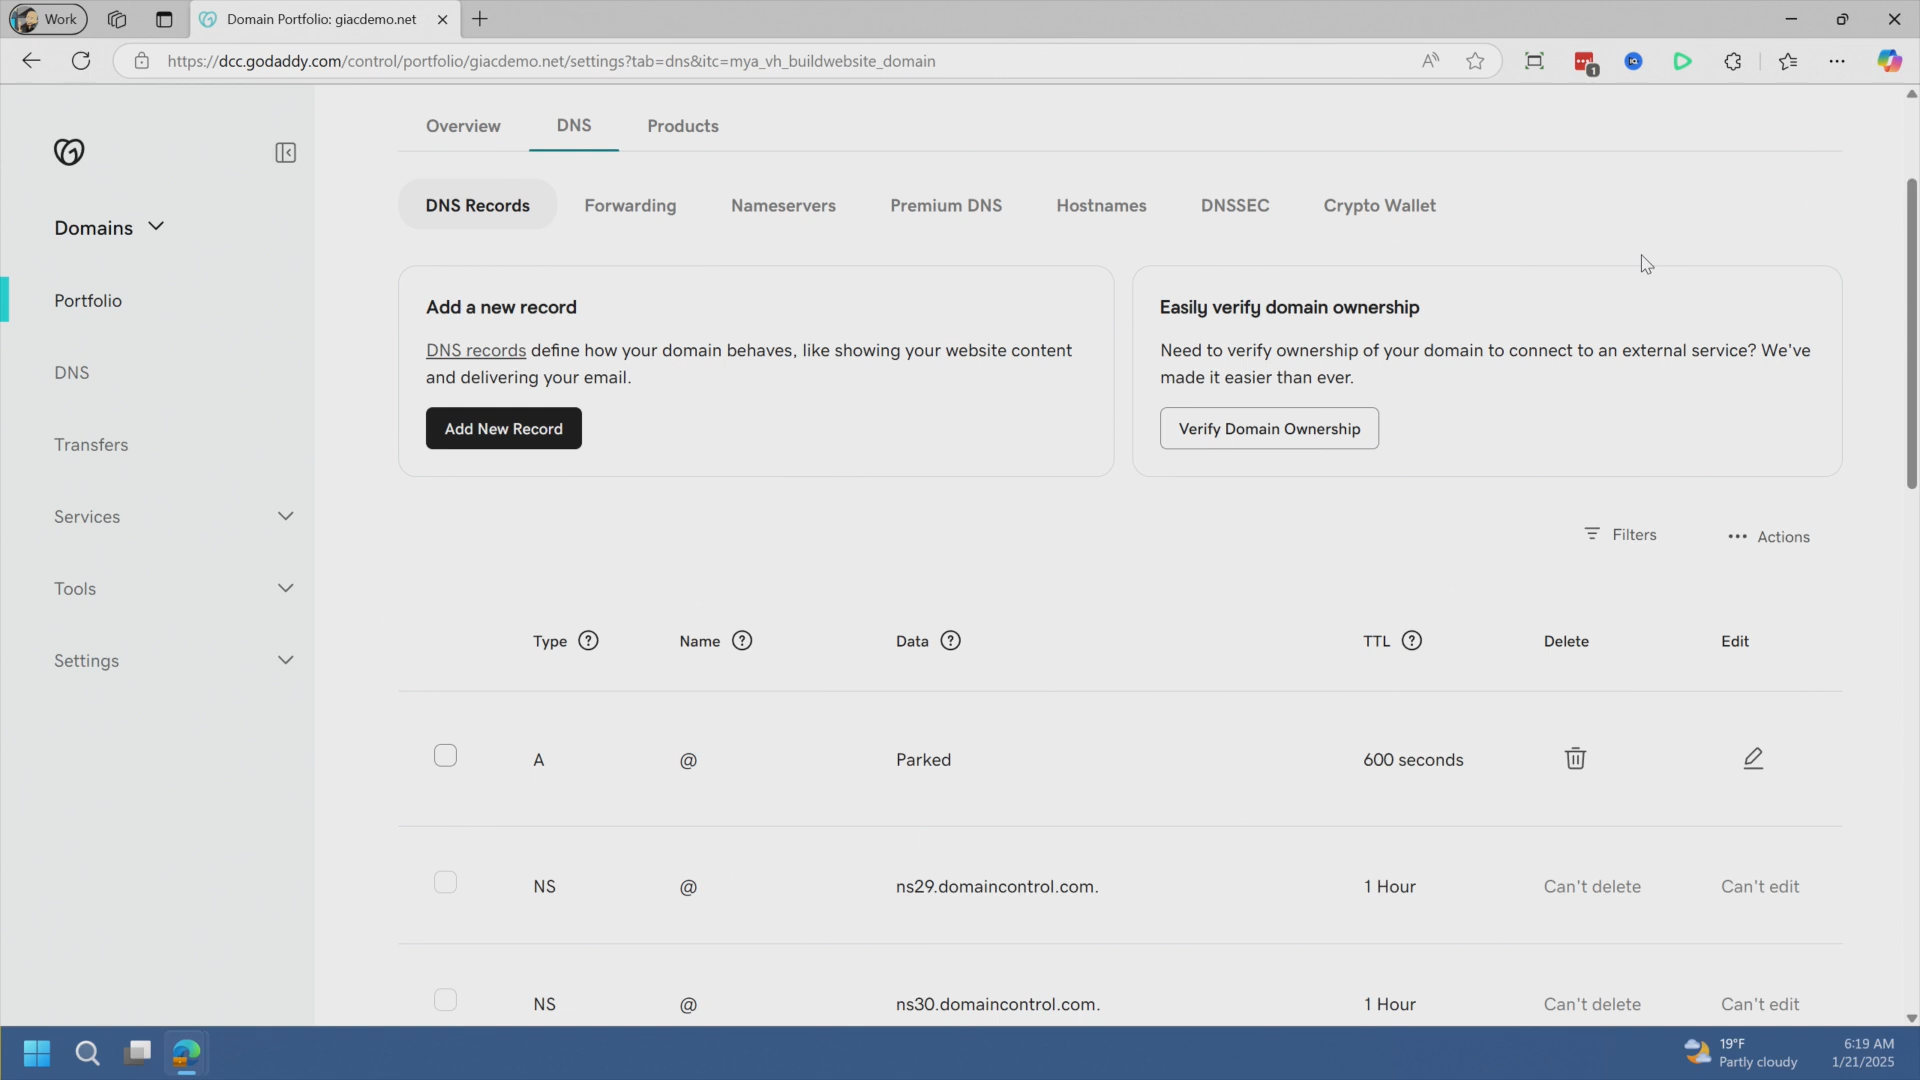 Work
Domain Portfolio: giacdemo.net
https://dcc.godaddy.com/control/portfolio/giacdemo.net/settings?tab=dns&itc=mya_vh_buildwebsite_domain
1
Overview
DNS
Products
DNS Records
Forwarding
Nameservers
Premium DNS
Hostnames
DNSSEC
Crypto Wallet
Domains
Portfolio
DNS
Transfers
Services
Tools
Settings
Add a new record
DNS records define how your domain behaves, like showing your website content
and delivering your email.
Add New Record
Easily verify domain ownership
Need to verify ownership of your domain to connect to an external service? We've
made it easier than ever.
Verify Domain Ownership
Filters
Actions
Type ? Name ? Data ? TTL ? Delete Edit
A @ Parked 600 seconds
NS @ ns29.domaincontrol.com. 1 Hour Can't delete Can't edit
NS @ ns30.domaincontrol.com. 1 Hour Can't delete Can't edit
19°F
Partly cloudy
6:19 AM
1/21/2025